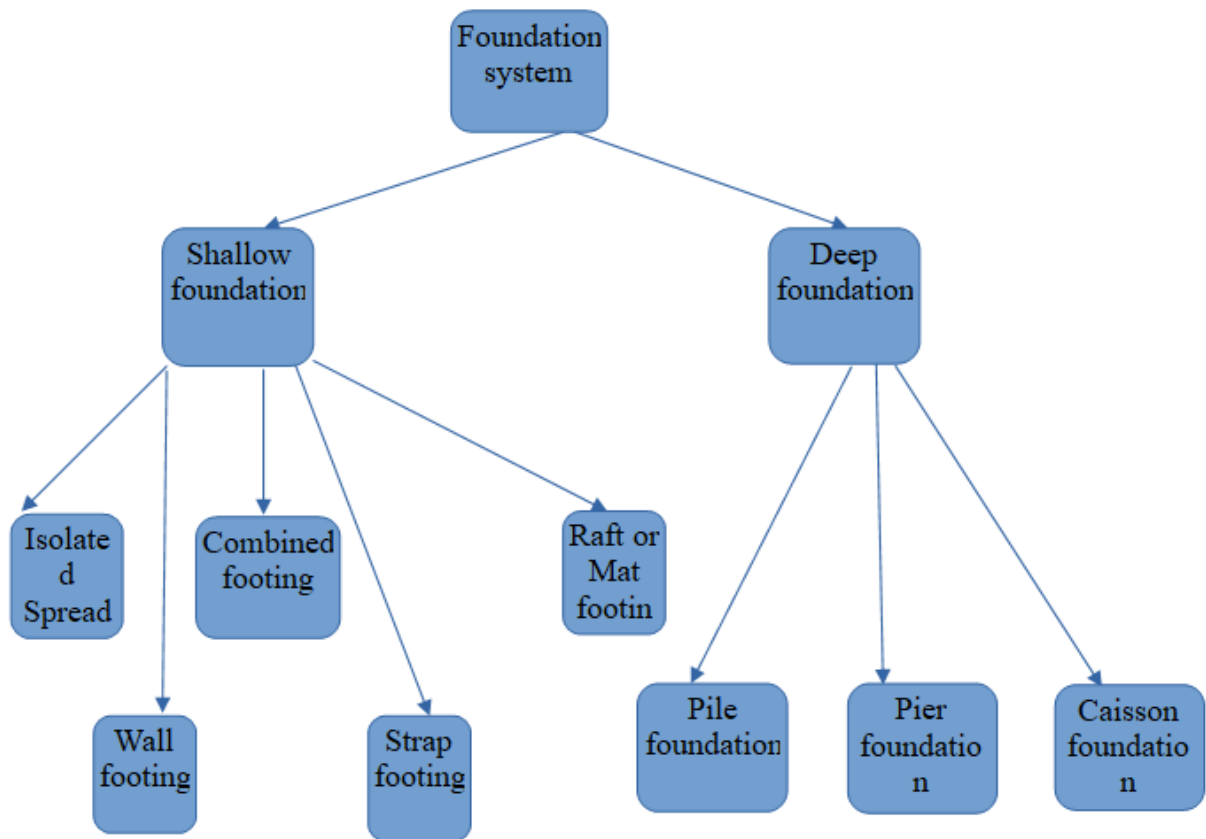 Foundation
system
Shallow
foundation
Deep
foundation
Isolate
d
Spread
Combined
footing
Raft or
Mat
footin
Wall
footing
Strap
footing
Pile
foundation
Pier
foundatio
n
Caisson
foundatio
n